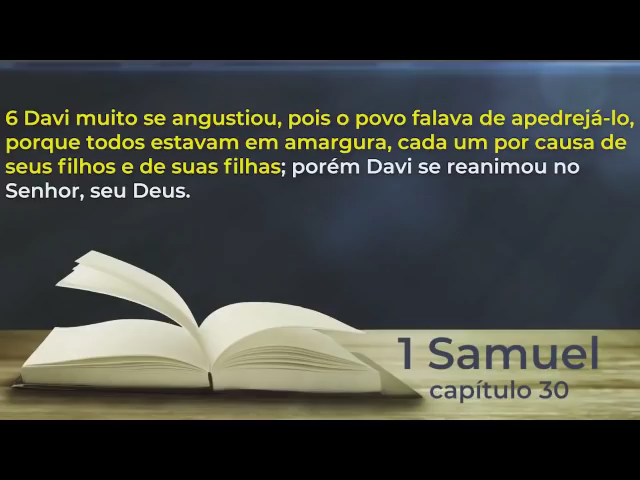 6 Davi muito se angustiou, pois o povo falava de apedrejá-lo,
porque todos estavam em amargura, cada um por causa de
seus filhos e de suas filhas; porém Davi se reanimou no
Senhor, seu Deus.
1 Samuel
capítulo 30